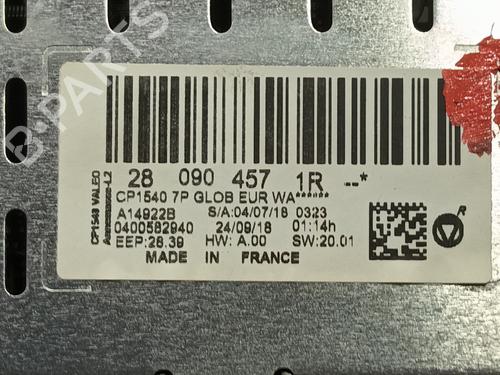 B-PARTS
CP1540 VALEO
28 090 457 1R --*
CP1540 7P GLOB EUR WA******
A14922B S/A:04/07/18 0323
0400582940 24/09/18 01:14h
EEP:28.39 HW: A.00 SW:20.01
MADE IN FRANCE
R